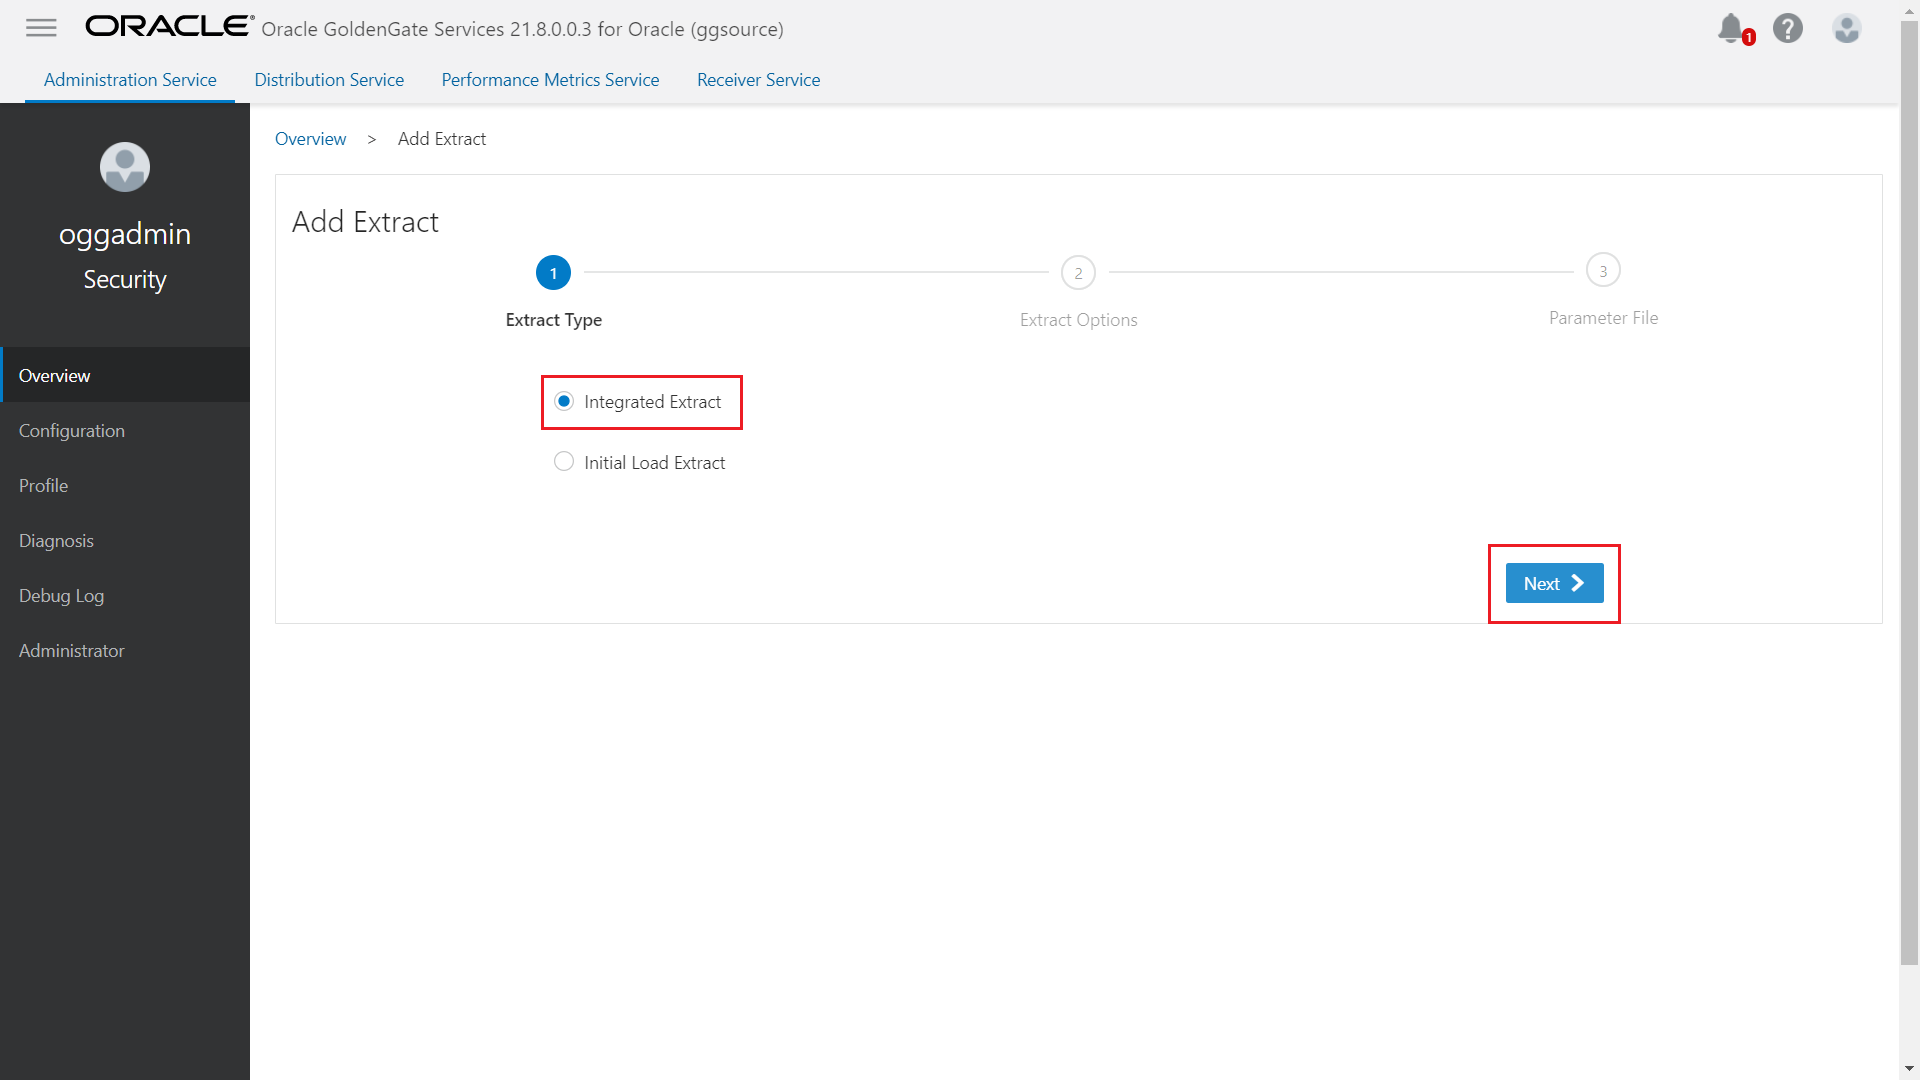 ORACLE® Oracle GoldenGate Services 21.8.0.0.3 for Oracle (ggsource)
1
?
Administration Service Distribution Service Performance Metrics Service Receiver Service
oggadmin
Security
Overview
Configuration
Profile
Diagnosis
Debug Log
Administrator
Overview > Add Extract
Add Extract
1 2 3
Extract Type Extract Options Parameter File
Integrated Extract
Initial Load Extract
Next